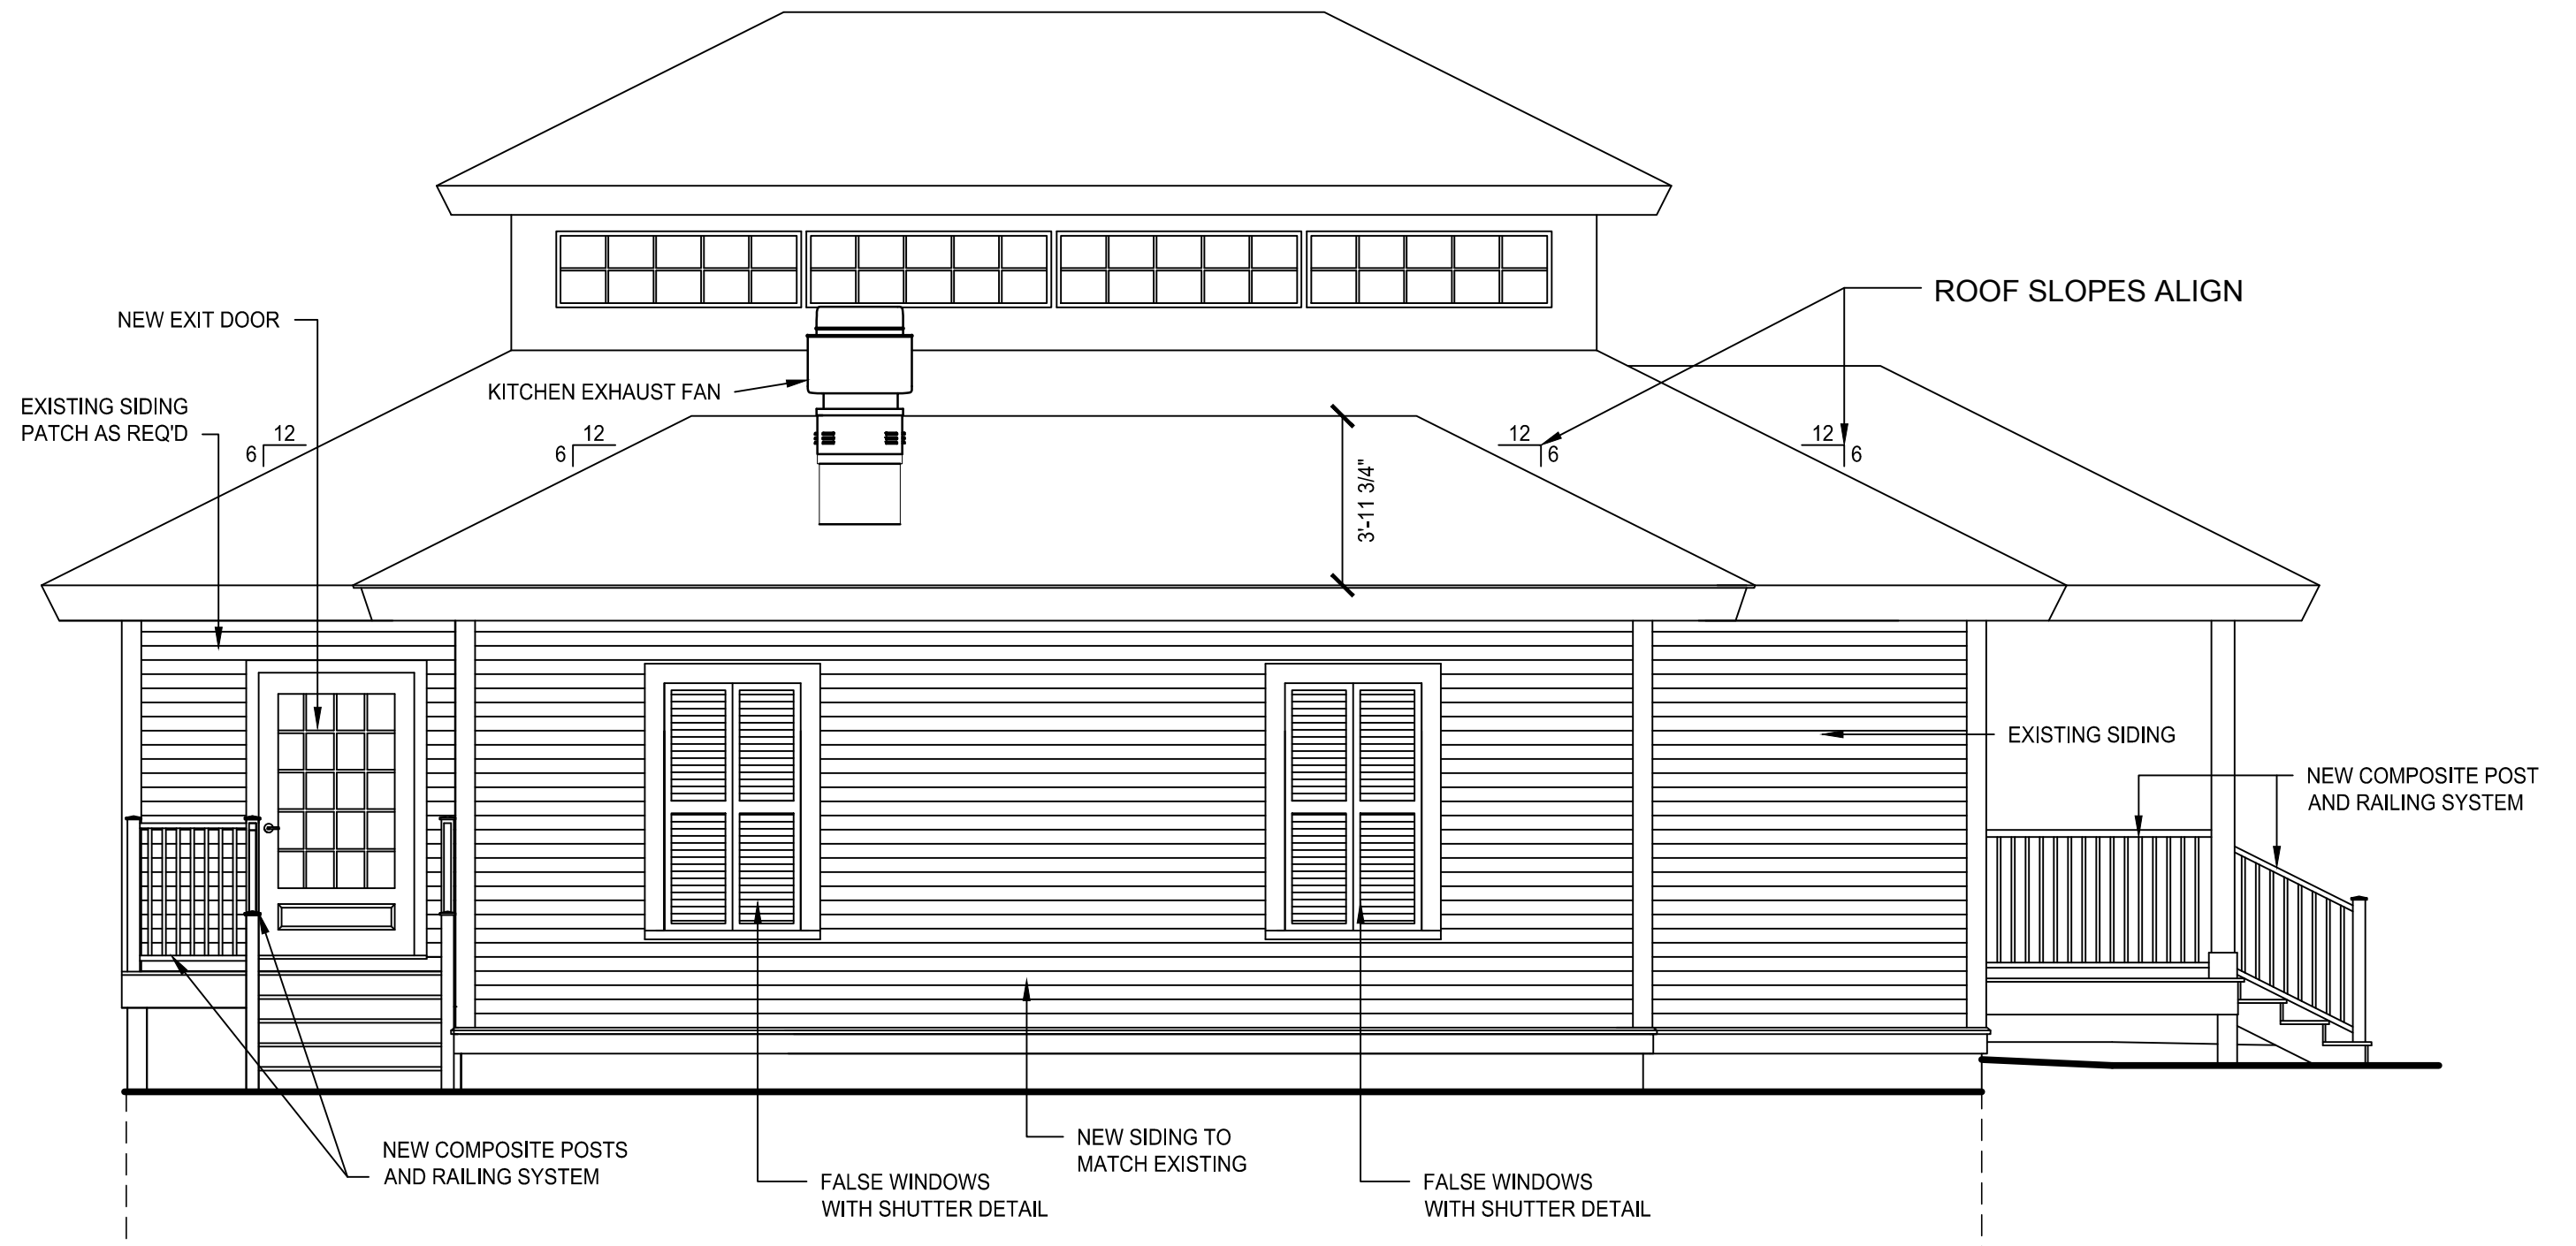 ROOF SLOPES ALIGN
NEW EXIT DOOR
KITCHEN EXHAUST FAN
EXISTING SIDING
PATCH AS REQ'D
12
6
12
6
12
6
12
6
3'-11 3/4"
EXISTING SIDING
NEW COMPOSITE POST
AND RAILING SYSTEM
NEW COMPOSITE POSTS
AND RAILING SYSTEM
FALSE WINDOWS
WITH SHUTTER DETAIL
NEW SIDING TO
MATCH EXISTING
FALSE WINDOWS
WITH SHUTTER DETAIL